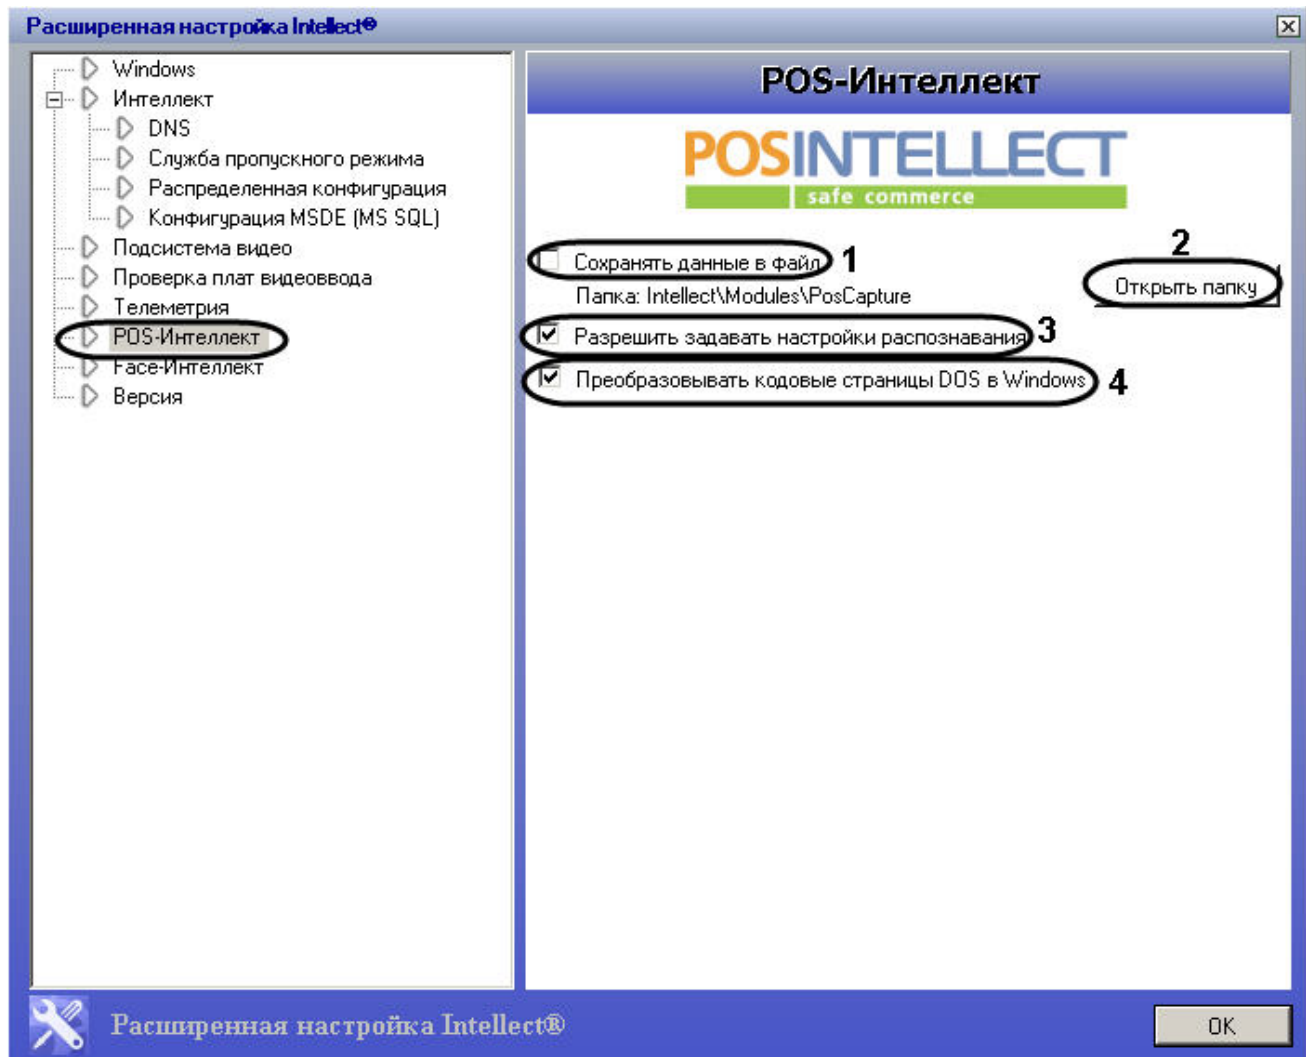 Расширенная настройка Intellect®
Windows
Интеллект
DNS
Служба пропускного режима
Распределенная конфигурация
Конфигурация MSDE (MS SQL)
Подсистема видео
Проверка плат видеоввода
Телеметрия
POS-Интеллект
Face-Интеллект
Версия
POS-Интеллект
POSINTELLECT
safe commerce
Сохранять данные в файл 1
2
Открыть папку
Папка: Intellect\Modules\PosCapture
Разрешить задавать настройки распознавания 3
Преобразовывать кодовые страницы DOS в Windows 4
Расширенная настройка Intellect®
OK